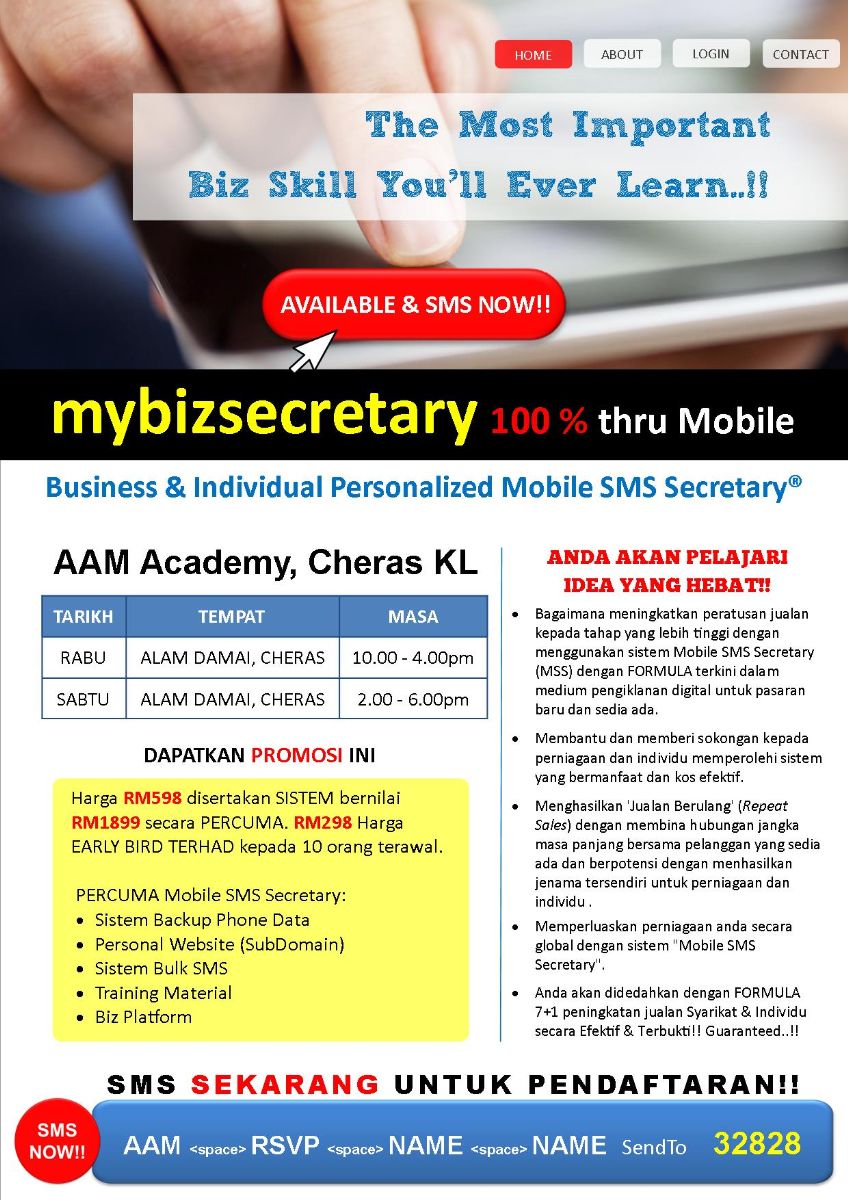 HOME ABOUT LOGIN CONTACT
The Most Important
Biz Skill You'll Ever Learn..!!
AVAILABLE & SMS NOW!!
mybizsecretary 100 % thru Mobile
Business & Individual Personalized Mobile SMS Secretary®
AAM Academy, Cheras KL
TARIKH TEMPAT MASA
RABU ALAM DAMAI, CHERAS 10.00 - 4.00pm
SABTU ALAM DAMAI, CHERAS 2.00 - 6.00pm
DAPATKAN PROMOSI INI
Harga RM598 disertakan SISTEM bernilai
RM1899 secara PERCUMA. RM298 Harga
EARLY BIRD TERHAD kepada 10 orang terawal.
PERCUMA Mobile SMS Secretary:
• Sistem Backup Phone Data
• Personal Website (SubDomain)
• Sistem Bulk SMS
• Training Material
• Biz Platform
ANDA AKAN PELAJARI
IDEA YANG HEBAT!!
• Bagaimana meningkatkan peratusan jualan
kepada tahap yang lebih tinggi dengan
menggunakan sistem Mobile SMS Secretary
(MSS) dengan FORMULA terkini dalam
medium pengiklanan digital untuk pasaran
baru dan sedia ada.
• Membantu dan memberi sokongan kepada
perniagaan dan individu memperolehi sistem
yang bermanfaat dan kos efektif.
• Menghasilkan 'Jualan Berulang' (Repeat
Sales) dengan membina hubungan jangka
masa panjang bersama pelanggan yang sedia
ada dan berpotensi dengan menhasilkan
jenama tersendiri untuk perniagaan dan
individu .
• Memperluaskan perniagaan anda secara
global dengan sistem "Mobile SMS
Secretary".
• Anda akan didedahkan dengan FORMULA
7+1 peningkatan jualan Syarikat & Individu
secara Efektif & Terbukti!! Guaranteed..!!
SMS SEKARANG UNTUK PENDAFTARAN!!
SMS
NOW!!
AAM <space> RSVP <space> NAME <space> NAME SendTo 32828